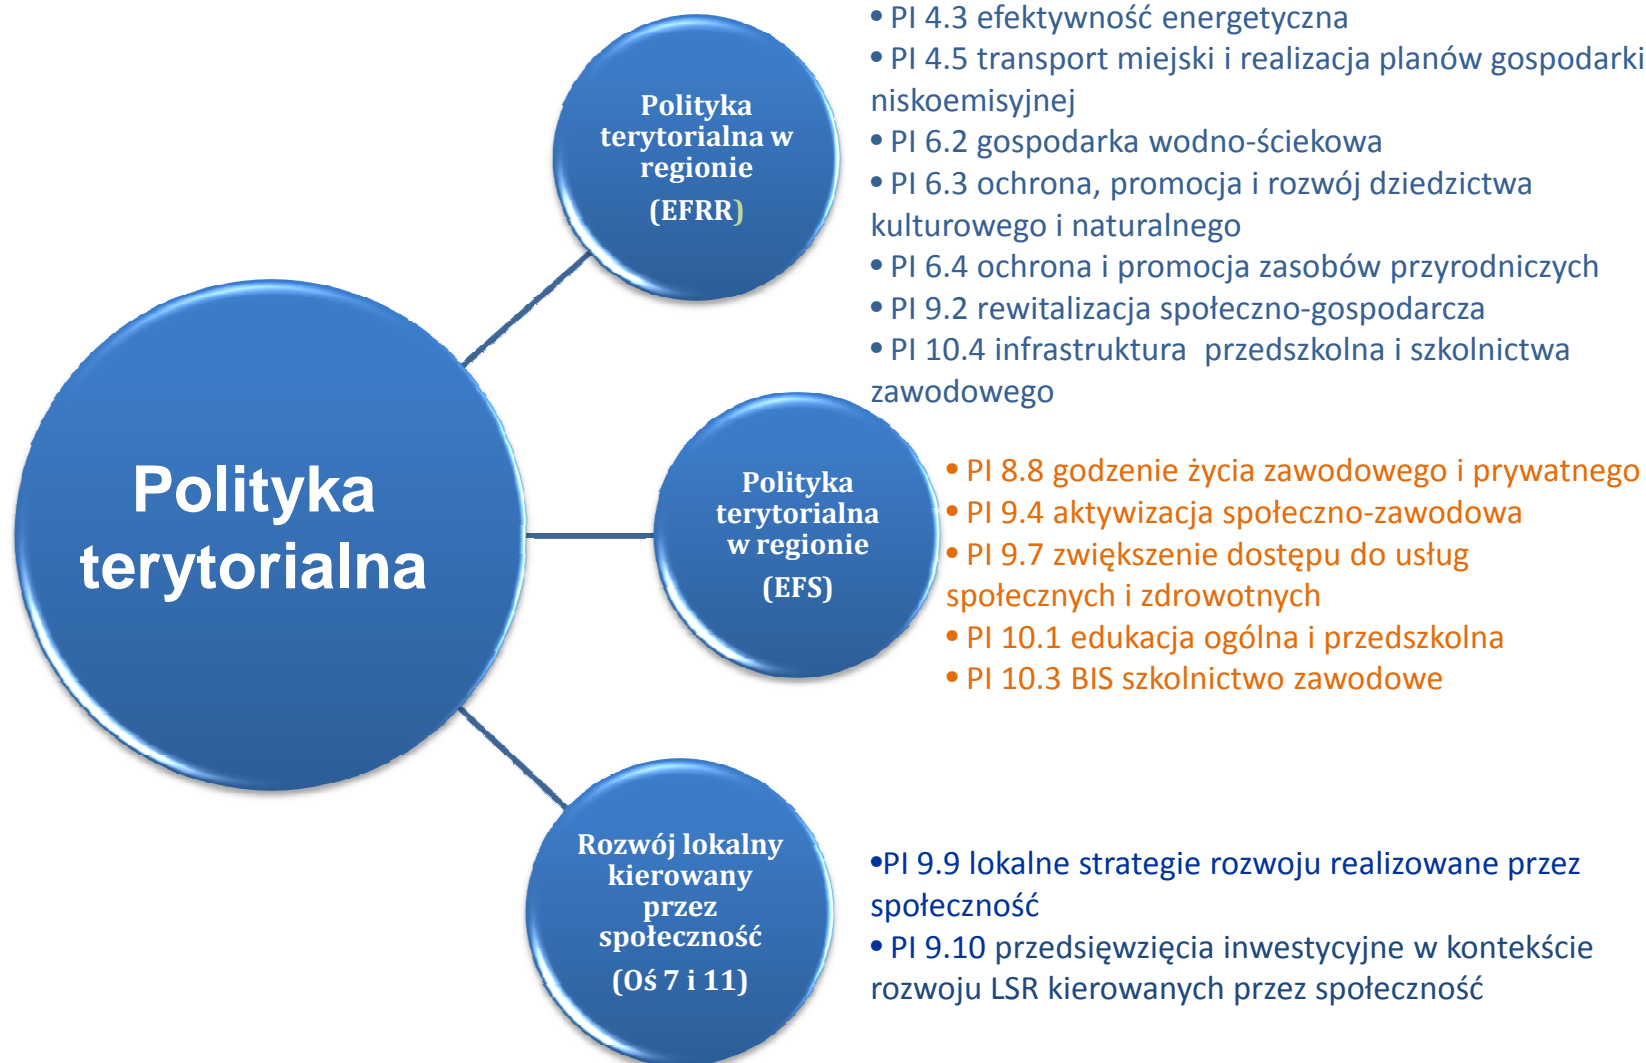 Polityka
terytorialna
Polityka
terytorialna w
regionie
(EFRR)
• PI 4.3 efektywność energetyczna
• PI 4.5 transport miejski i realizacja planów gospodarki
niskoemisyjnej
• PI 6.2 gospodarka wodno-ściekowa
• PI 6.3 ochrona, promocja i rozwój dziedzictwa
kulturowego i naturalnego
• PI 6.4 ochrona i promocja zasobów przyrodniczych
• PI 9.2 rewitalizacja społeczno-gospodarcza
• PI 10.4 infrastruktura  przedszkolna i szkolnictwa
zawodowego
Polityka
terytorialna
w regionie
(EFS)
• PI 8.8 godzenie życia zawodowego i prywatnego
• PI 9.4 aktywizacja społeczno-zawodowa
• PI 9.7 zwiększenie dostępu do usług
społecznych i zdrowotnych
• PI 10.1 edukacja ogólna i przedszkolna
• PI 10.3 BIS szkolnictwo zawodowe
Rozwój lokalny
kierowany
przez
społeczność
(Oś 7 i 11)
•PI 9.9 lokalne strategie rozwoju realizowane przez
społeczność
• PI 9.10 przedsięwzięcia inwestycyjne w kontekście
rozwoju LSR kierowanych przez społeczność